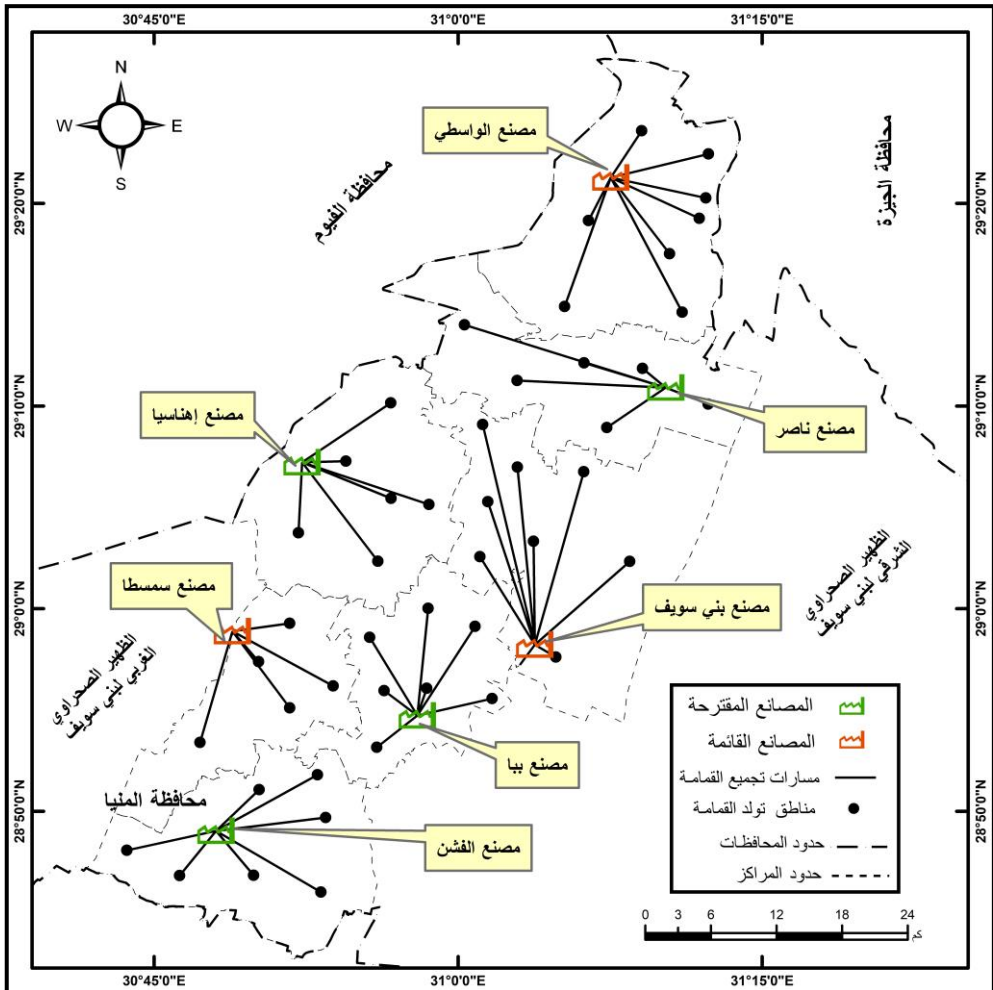 30°45'0"E
31°0'0"E
31°15'0"E
N
W
E
S
29°20'0"N
29°10'0"N
29°0'0"N
28°50'0"N
29°20'0"N
29°10'0"N
29°0'0"N
28°50'0"N
محافظة الفيوم
محافظة الجيزة
مصنع الواسطي
مصنع ناصر
مصنع إهناسيا
مصنع سمسطا
مصنع بني سويف
الظهير الصحراوي
الشرقي لبني سويف
الظهير الصحراوي
الغربي لبني سويف
مصنع ببا
محافظة المنيا
مصنع الفشن
المصانع المقترحة
المصانع القائمة
مسارات تجميع القمامة
مناطق تولد القمامة
حدود المحافظات
حدود المراكز
0 3 6 12 18 24
كم
30°45'0"E
31°0'0"E
31°15'0"E